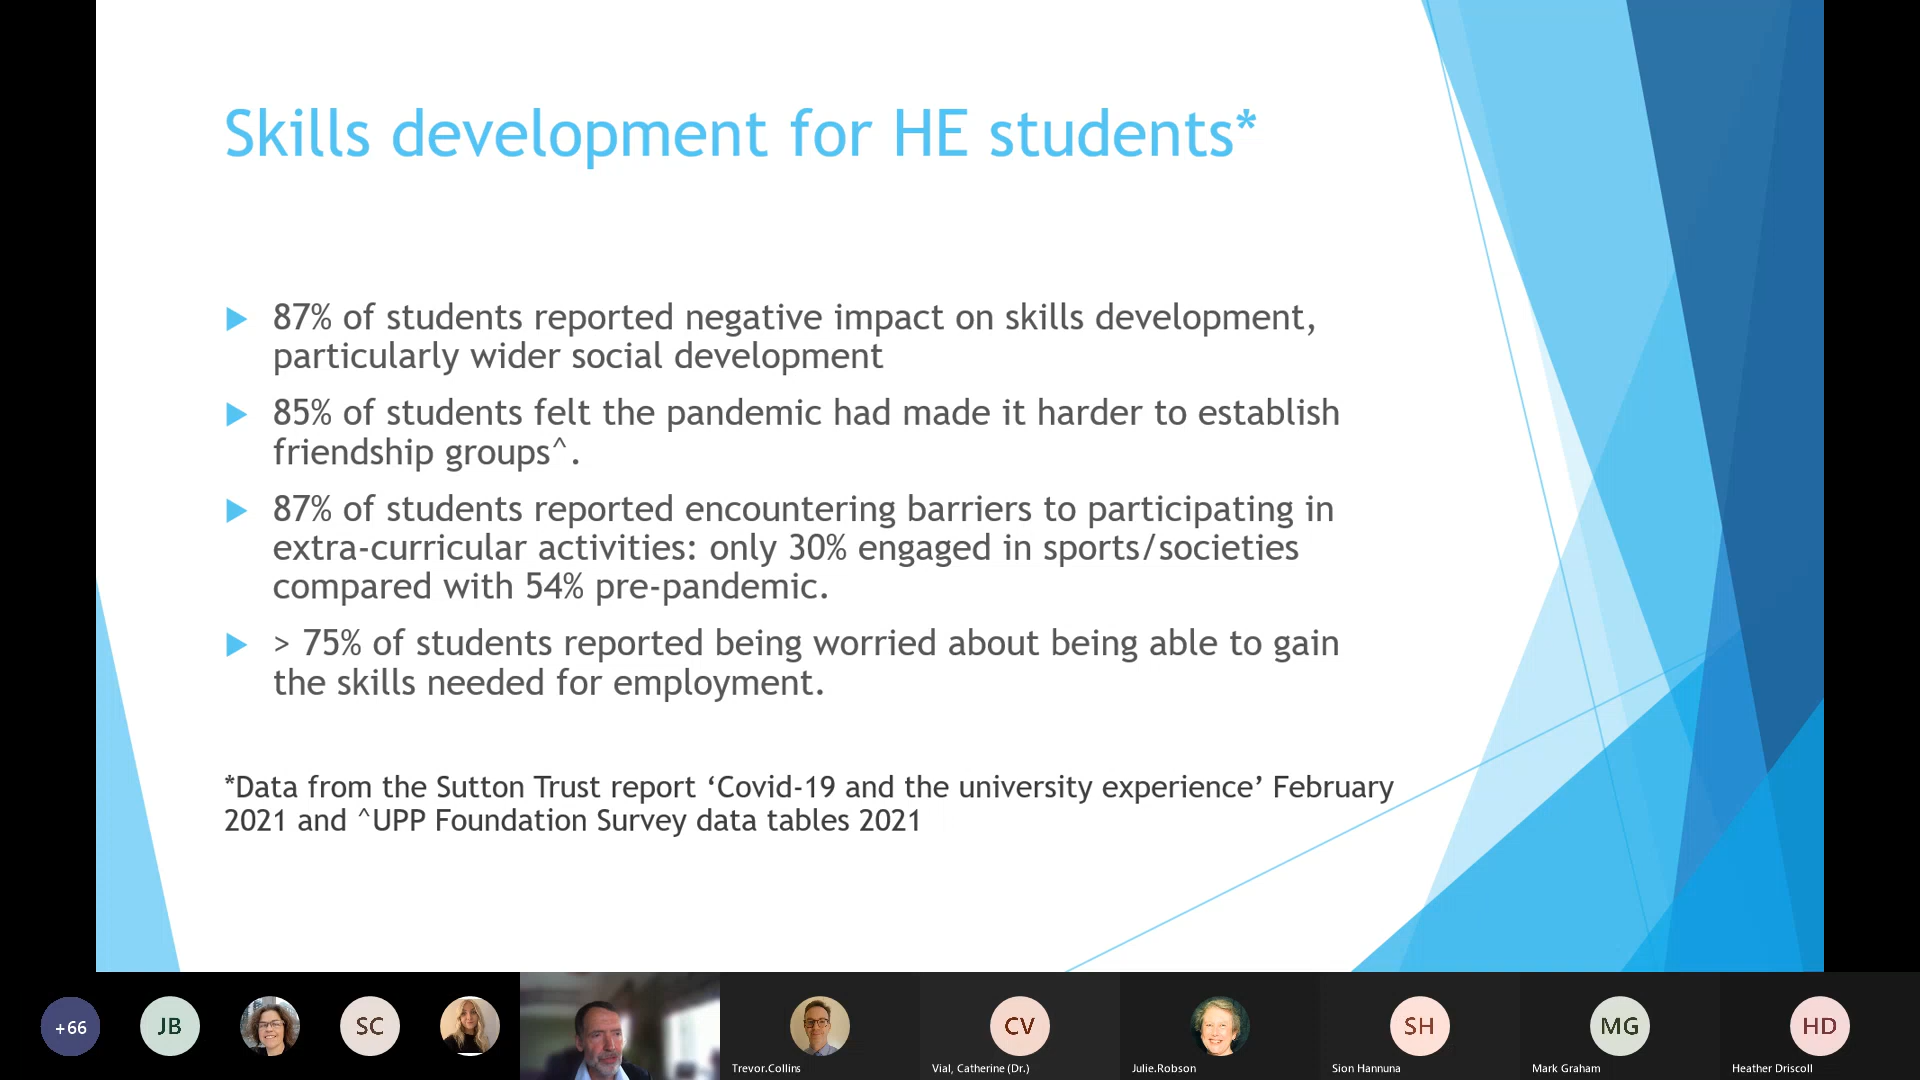 Skills development for HE students*
87% of students reported negative impact on skills development,
particularly wider social development
85% of students felt the pandemic had made it harder to establish
friendship groups^.
87% of students reported encountering barriers to participating in
extra-curricular activities: only 30% engaged in sports/societies
compared with 54% pre-pandemic.
> 75% of students reported being worried about being able to gain
the skills needed for employment.
*Data from the Sutton Trust report ‘Covid-19 and the university experience’ February
2021 and ^UPP Foundation Survey data tables 2021
+66
JB
SC
CV
SH
MG
HD
Trevor.Collins
Vial, Catherine (Dr.)
Julie.Robson
Sion Hannuna
Mark Graham
Heather Driscoll